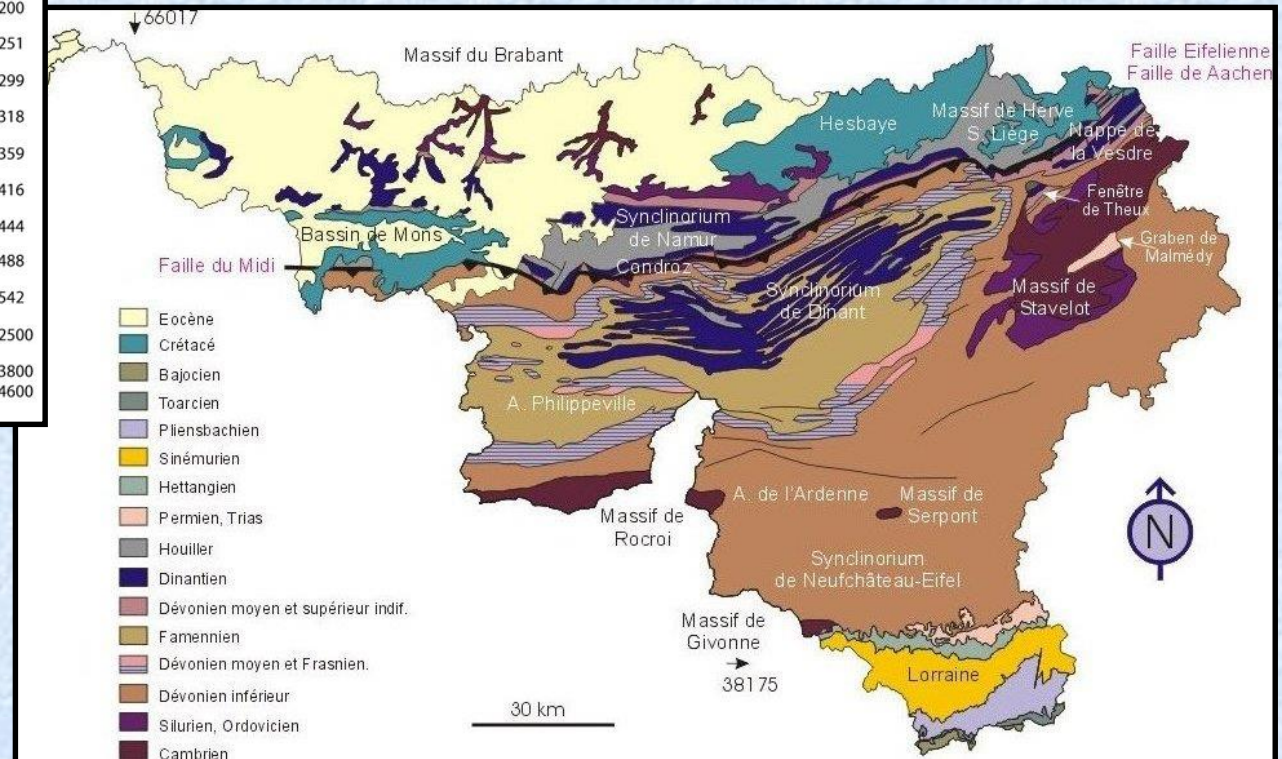 200
251
299
318
359
416
444
488
542
2500
3800
4600
66017
Massif du Brabant
Faille Eifelienne
Faille de Aachen
Hesbaye
Massif de Herve
S. Liège
Nappe de
la Vesdre
Fenêtre
de Theux
Graben de
Malmédy
Synclinorium
de Namur
Bassin de Mons
Faille du Midi
Condroz
Synclinorium
de Dinant
Massif de
Stavelot
A. Philippeville
A. de l'Ardenne
Massif de
Serpont
Massif de
Rocroi
Synclinorium
de Neufchâteau-Eifel
Massif de
Givonne
38175
Lorraine
N
30 km
Eocène
Crétacé
Bajocien
Toarcien
Pliensbachien
Sinémurien
Hettangien
Permien, Trias
Houiller
Dinantien
Dévonien moyen et supérieur indif.
Famennien
Dévonien moyen et Frasnien.
Dévonien inférieur
Silurien, Ordovicien
Cambrien